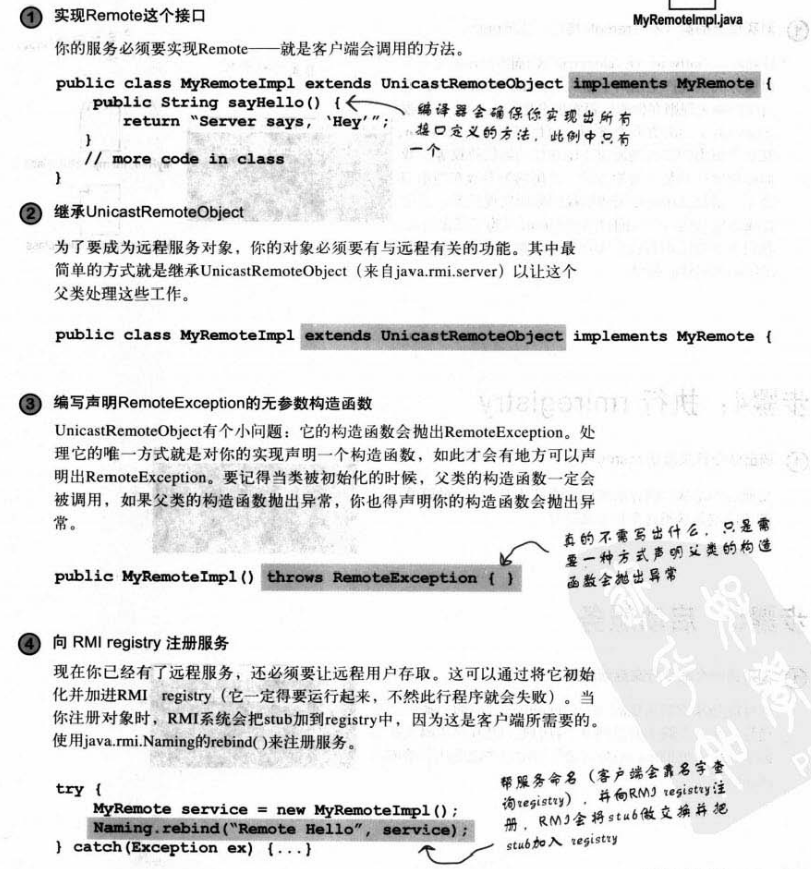 MyRemoteImpl.java
1 实现Remote这个接口
你的服务必须要实现Remote——就是客户端会调用的方法。
public class MyRemoteImpl extends UnicastRemoteObject implements MyRemote {
public String sayHello() {
return “Server says, ‘Hey’”;
}
// more code in class
}
编译器会确保你实现出所有
接口定义的方法，此例中只有
一个
2 继承UnicastRemoteObject
为了要成为远程服务对象，你的对象必须要有与远程有关的功能。其中最
简单的方式就是继承UnicastRemoteObject（来自java.rmi.server）以让这个
父类处理这些工作。
public class MyRemoteImpl extends UnicastRemoteObject implements MyRemote {
3 编写声明RemoteException的无参数构造函数
UnicastRemoteObject有个小问题：它的构造函数会抛出RemoteException。处
理它的唯一方式就是对你的实现声明一个构造函数，如此才会有地方可以声
明出RemoteException。要记得当类被初始化的时候，父类的构造函数一定会
被调用，如果父类的构造函数抛出异常，你也得声明你的构造函数会抛出异
常。
真的不需写出什么，只是需
要一种方式声明父类的构造
函数会抛出异常
public MyRemoteImpl() throws RemoteException { }
4 向 RMI registry 注册服务
现在你已经有了远程服务，还必须要让远程用户存取。这可以通过将它初始
化并加进RMI registry（它一定得要运行起来，不然此行程序就会失败）。当
你注册对象时，RMI系统会把stub加到registry中，因为这是客户端所需要的。
使用java.rmi.Naming的rebind()来注册服务。
try {
MyRemote service = new MyRemoteImpl();
Naming.rebind(“Remote Hello”, service);
} catch(Exception ex) {...}
帮服务命名（客户端会靠名字查
询registry），并向RMI registry注
册，RMI会将stub做交换并把
stub加入 registry
步骤4：执行 rmiregistry